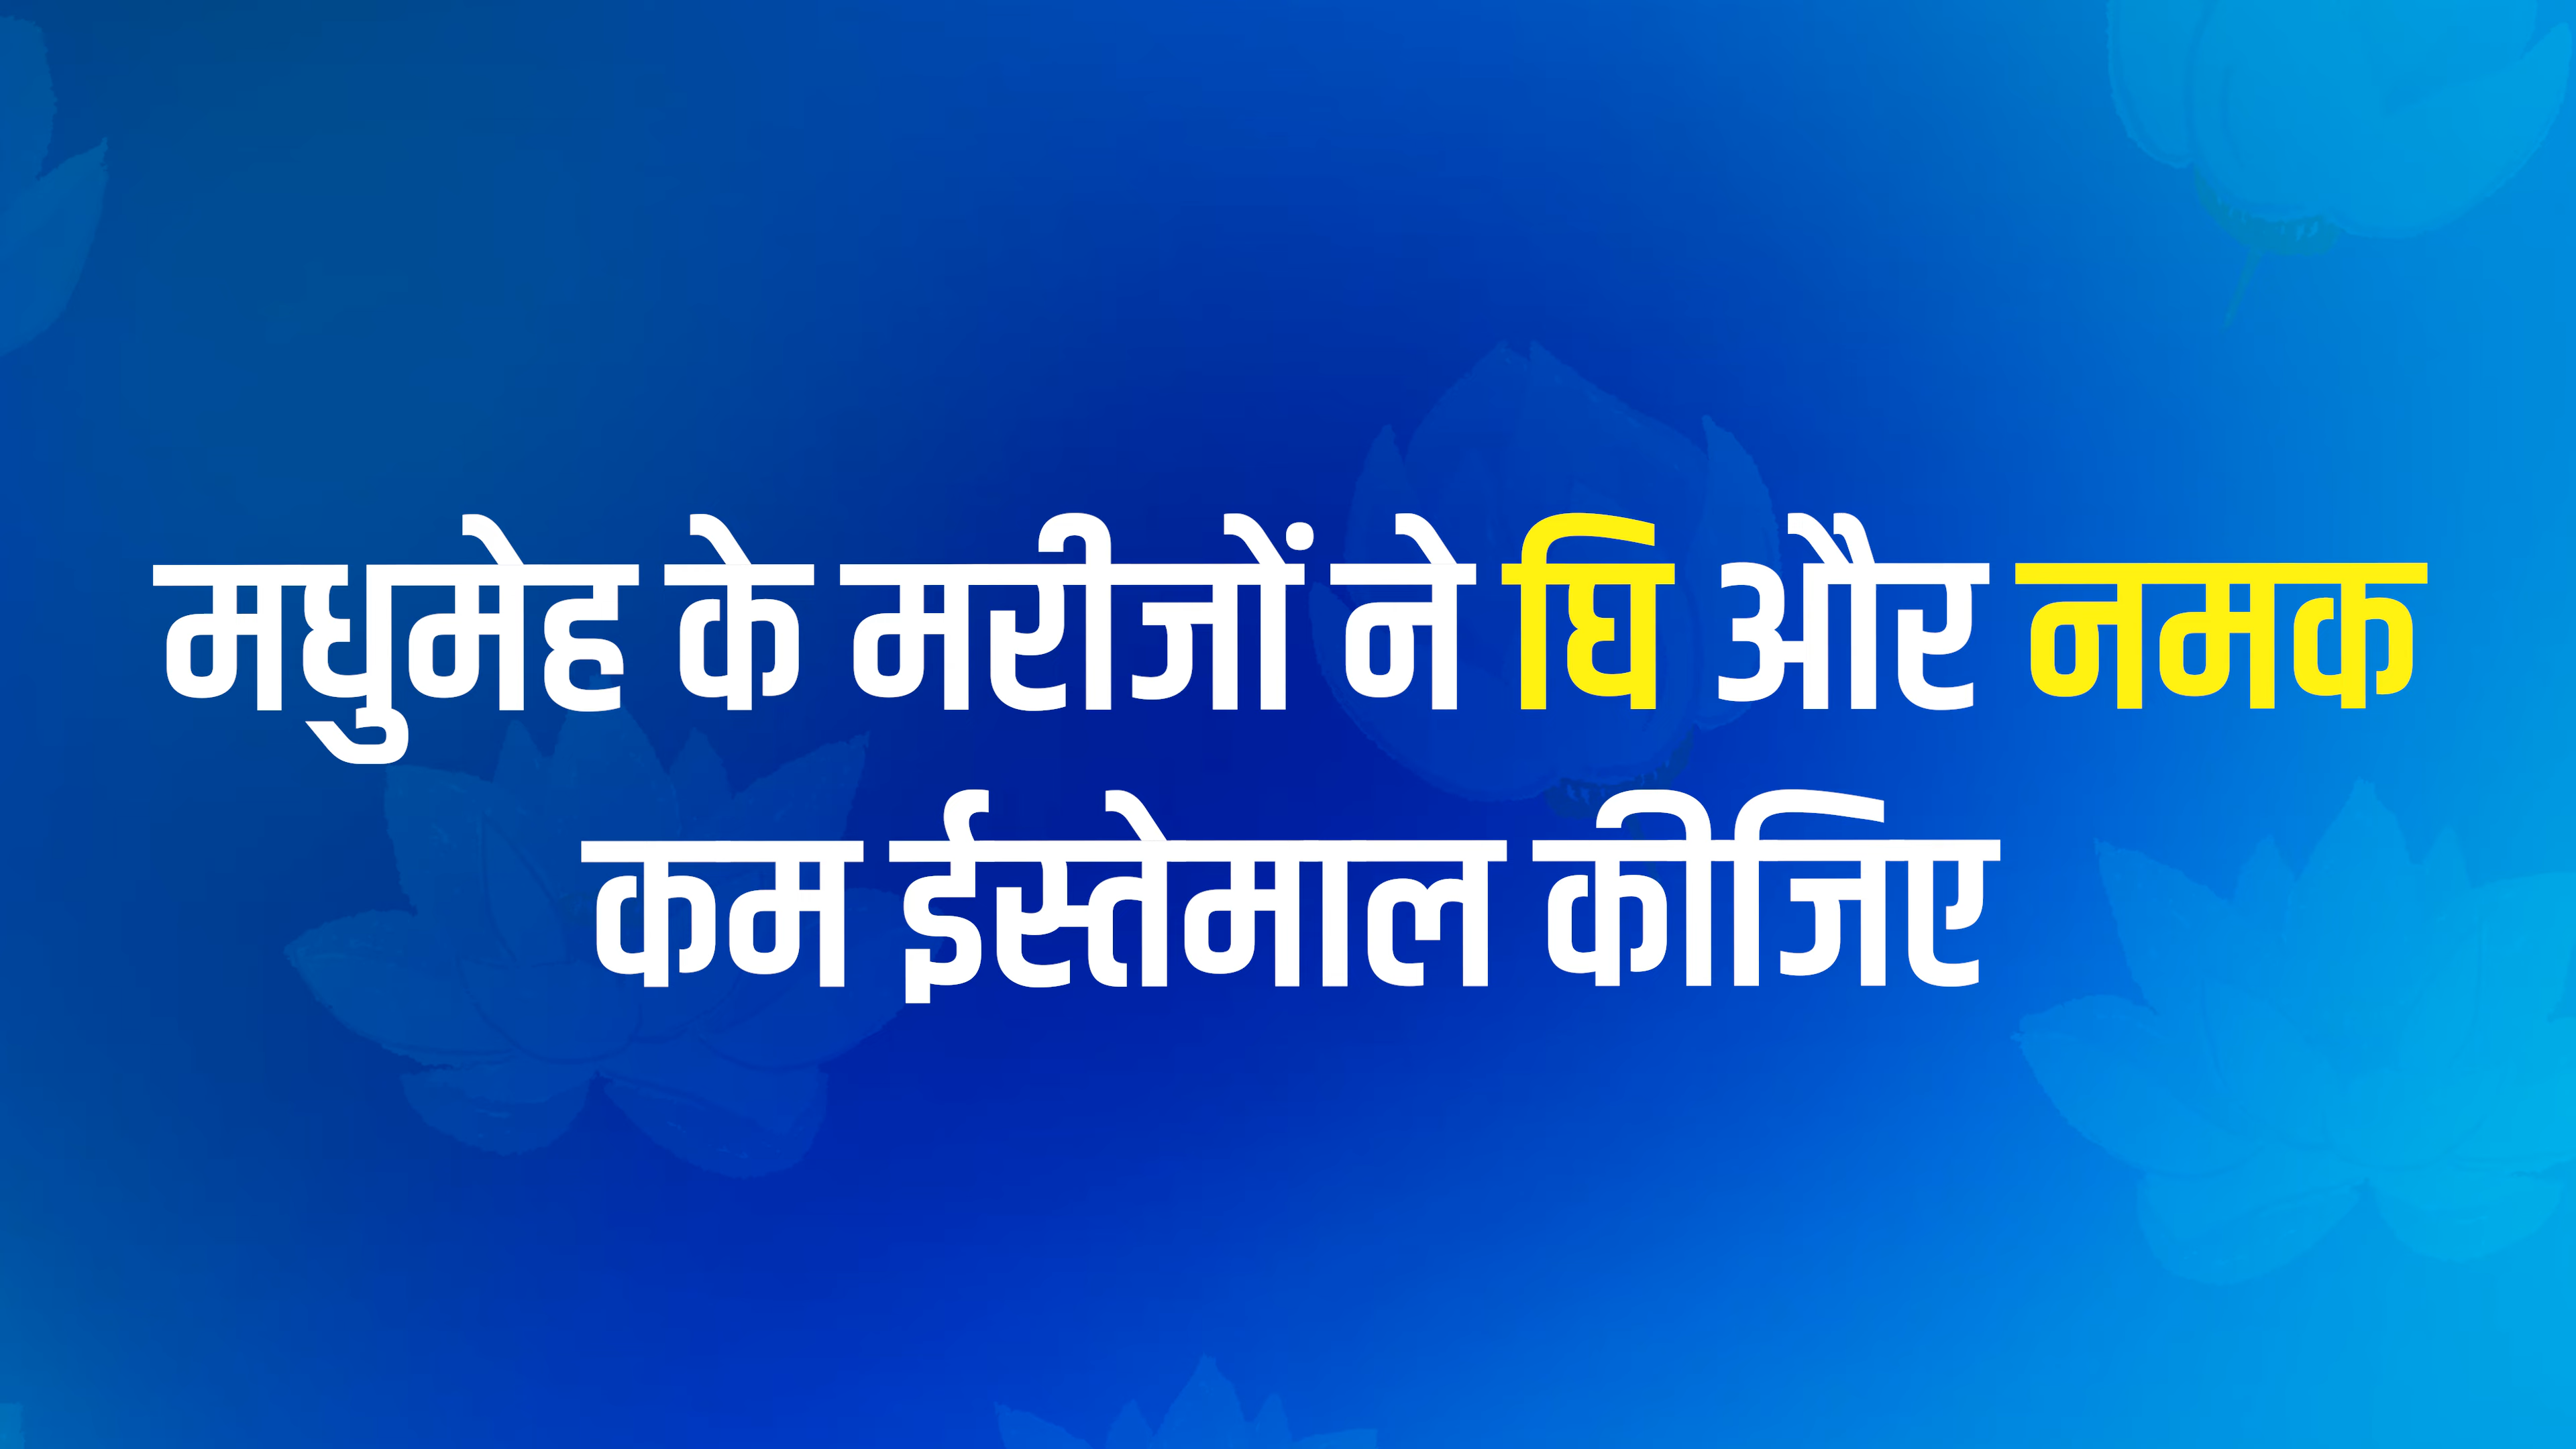 मधुमेह के मरीजों ने घि और नमक
कम ईस्तेमाल कीजिए